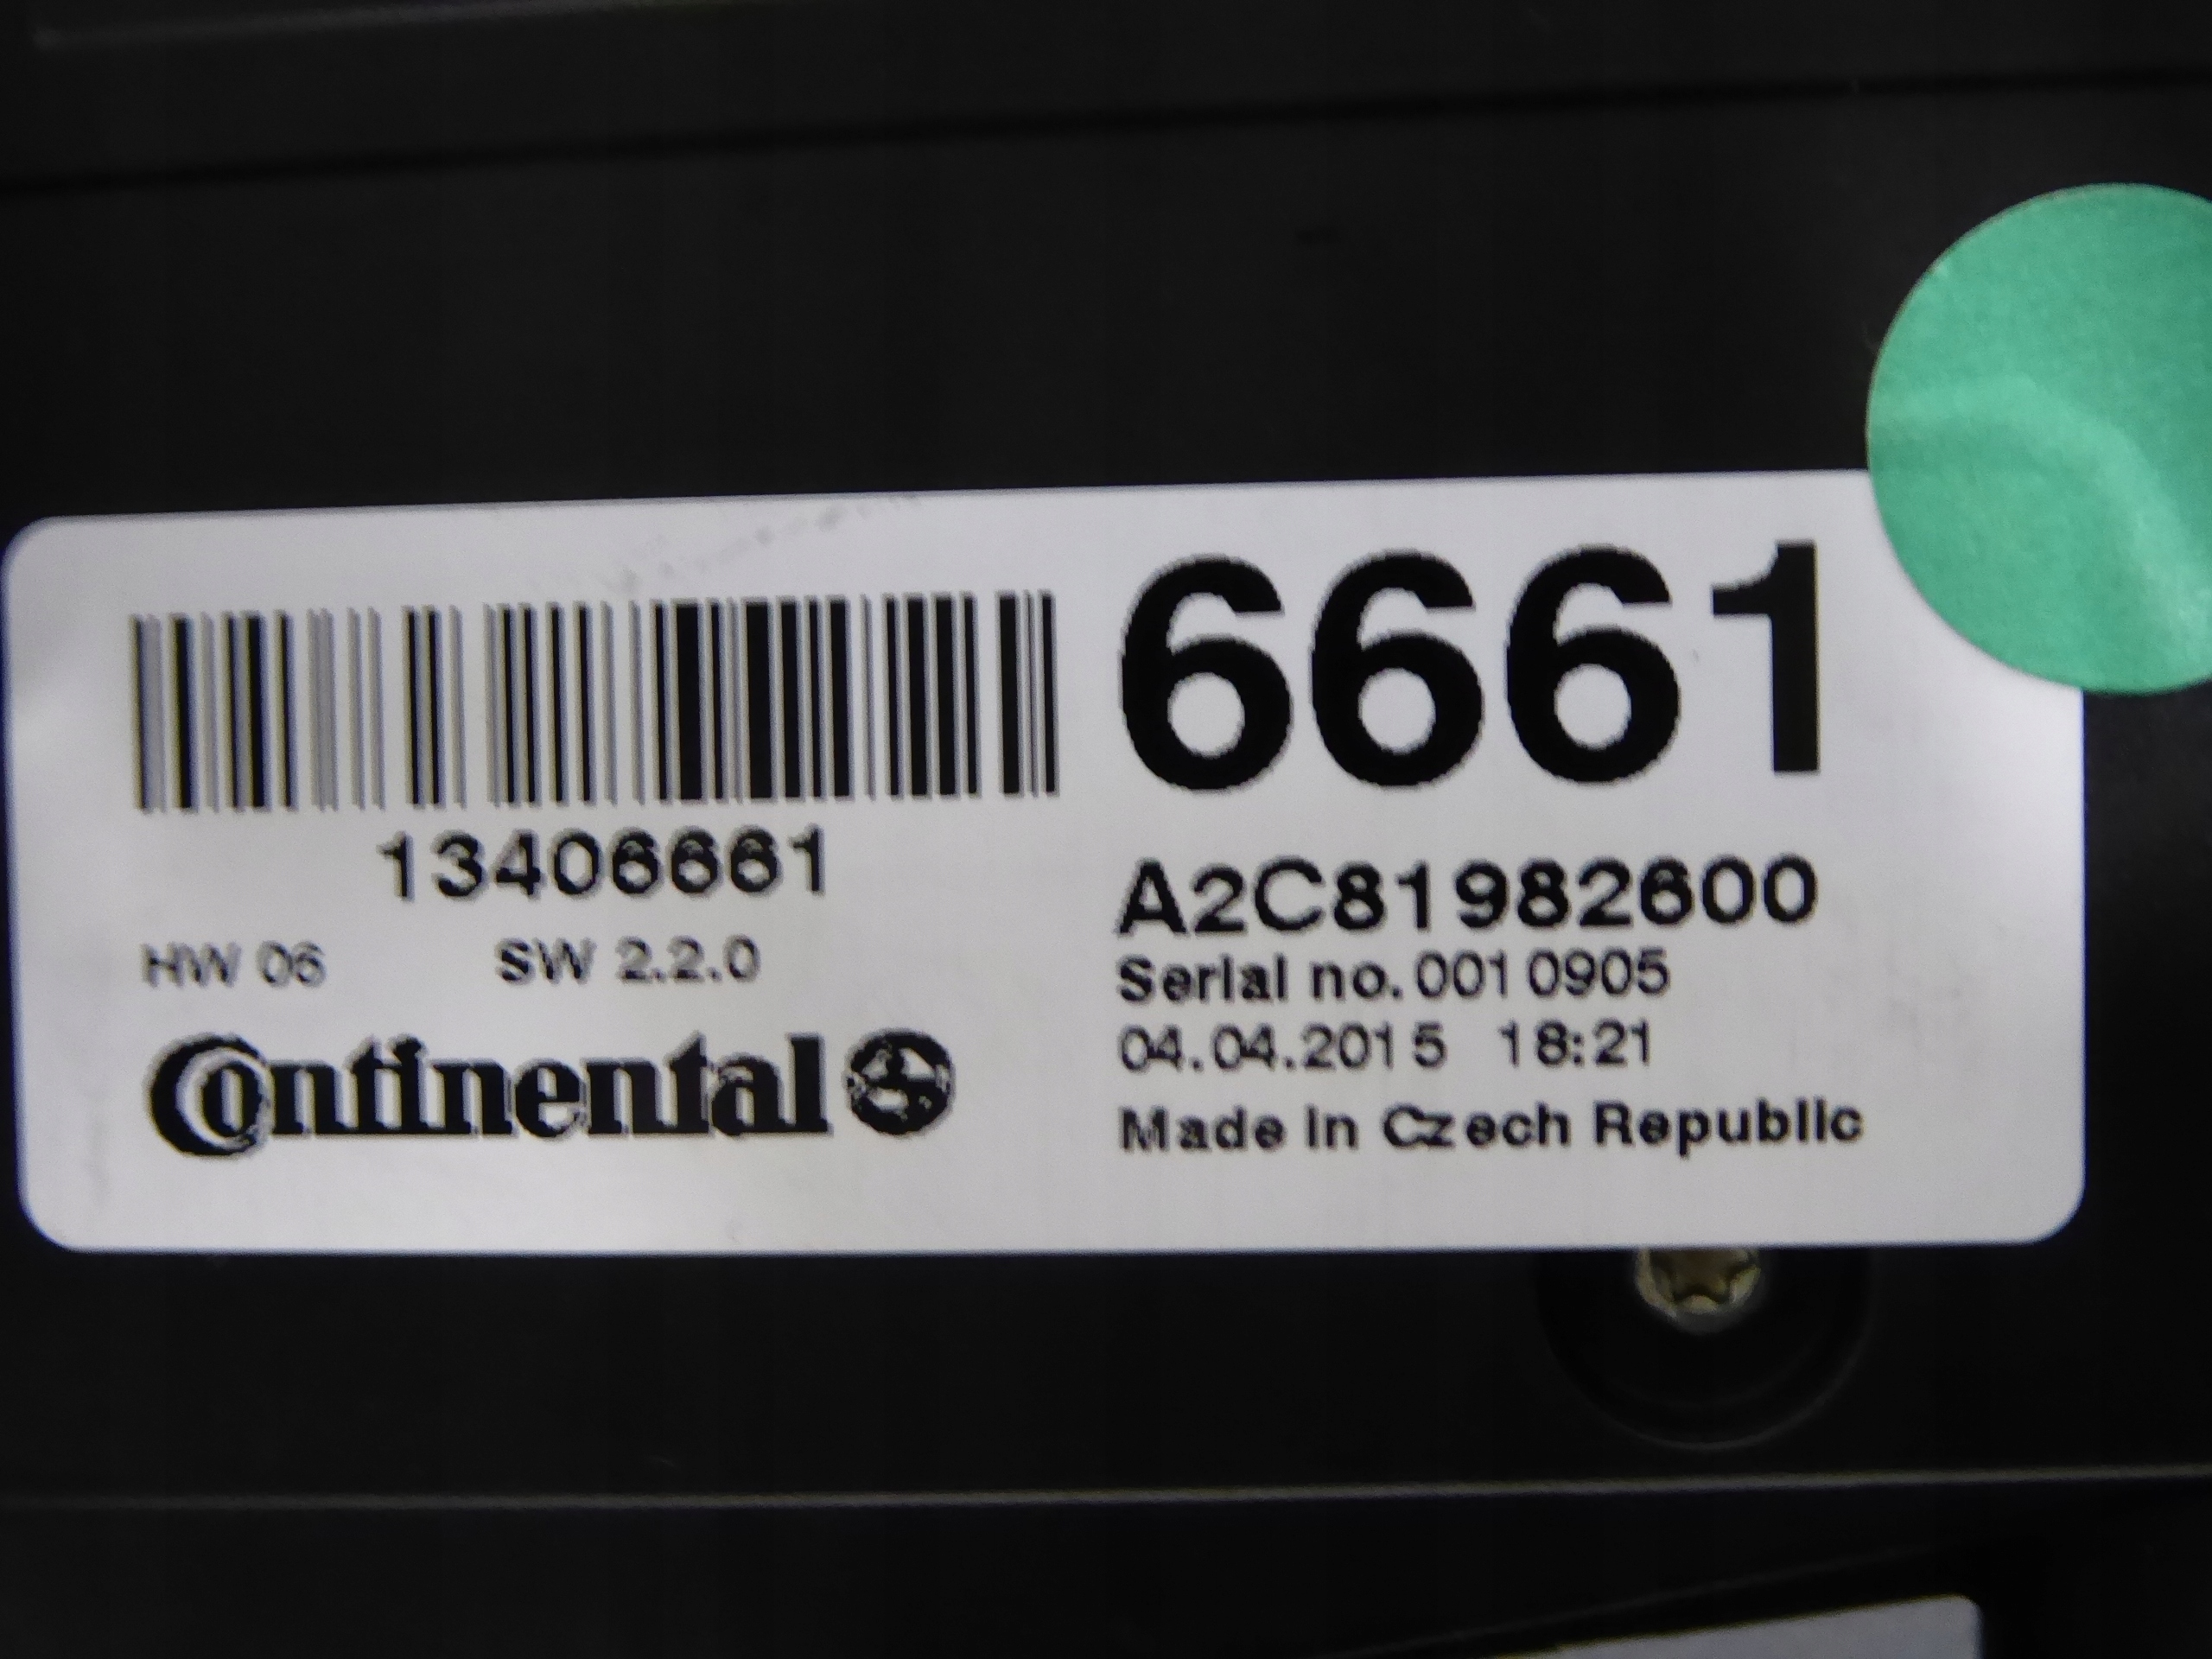 6661
13406661
HW 06 SW 2.2.0
Continental
A2C81982600
Serial no.0010905
04.04.2015 18:21
Made in Czech Republic